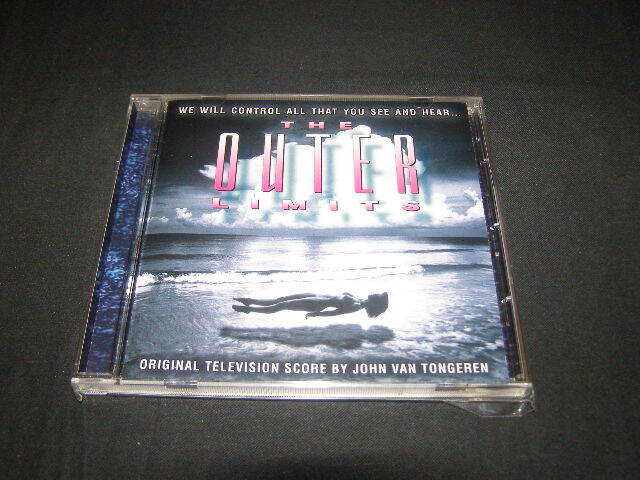 WE WILL CONTROL ALL THAT YOU SEE AND HEAR...
THE
OUTER
LIMITS
ORIGINAL TELEVISION SCORE BY JOHN VAN TONGEREN